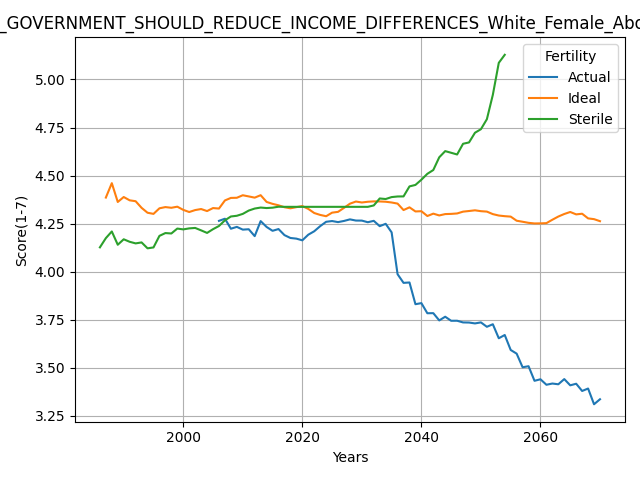 _GOVERNMENT_SHOULD_REDUCE_INCOME_DIFFERENCES_White_Female_Abo
Fertility
Actual
Ideal
Sterile
Score(1-7)
5.00
4.75
4.50
4.25
4.00
3.75
3.50
3.25
2000 2020 2040 2060
Years